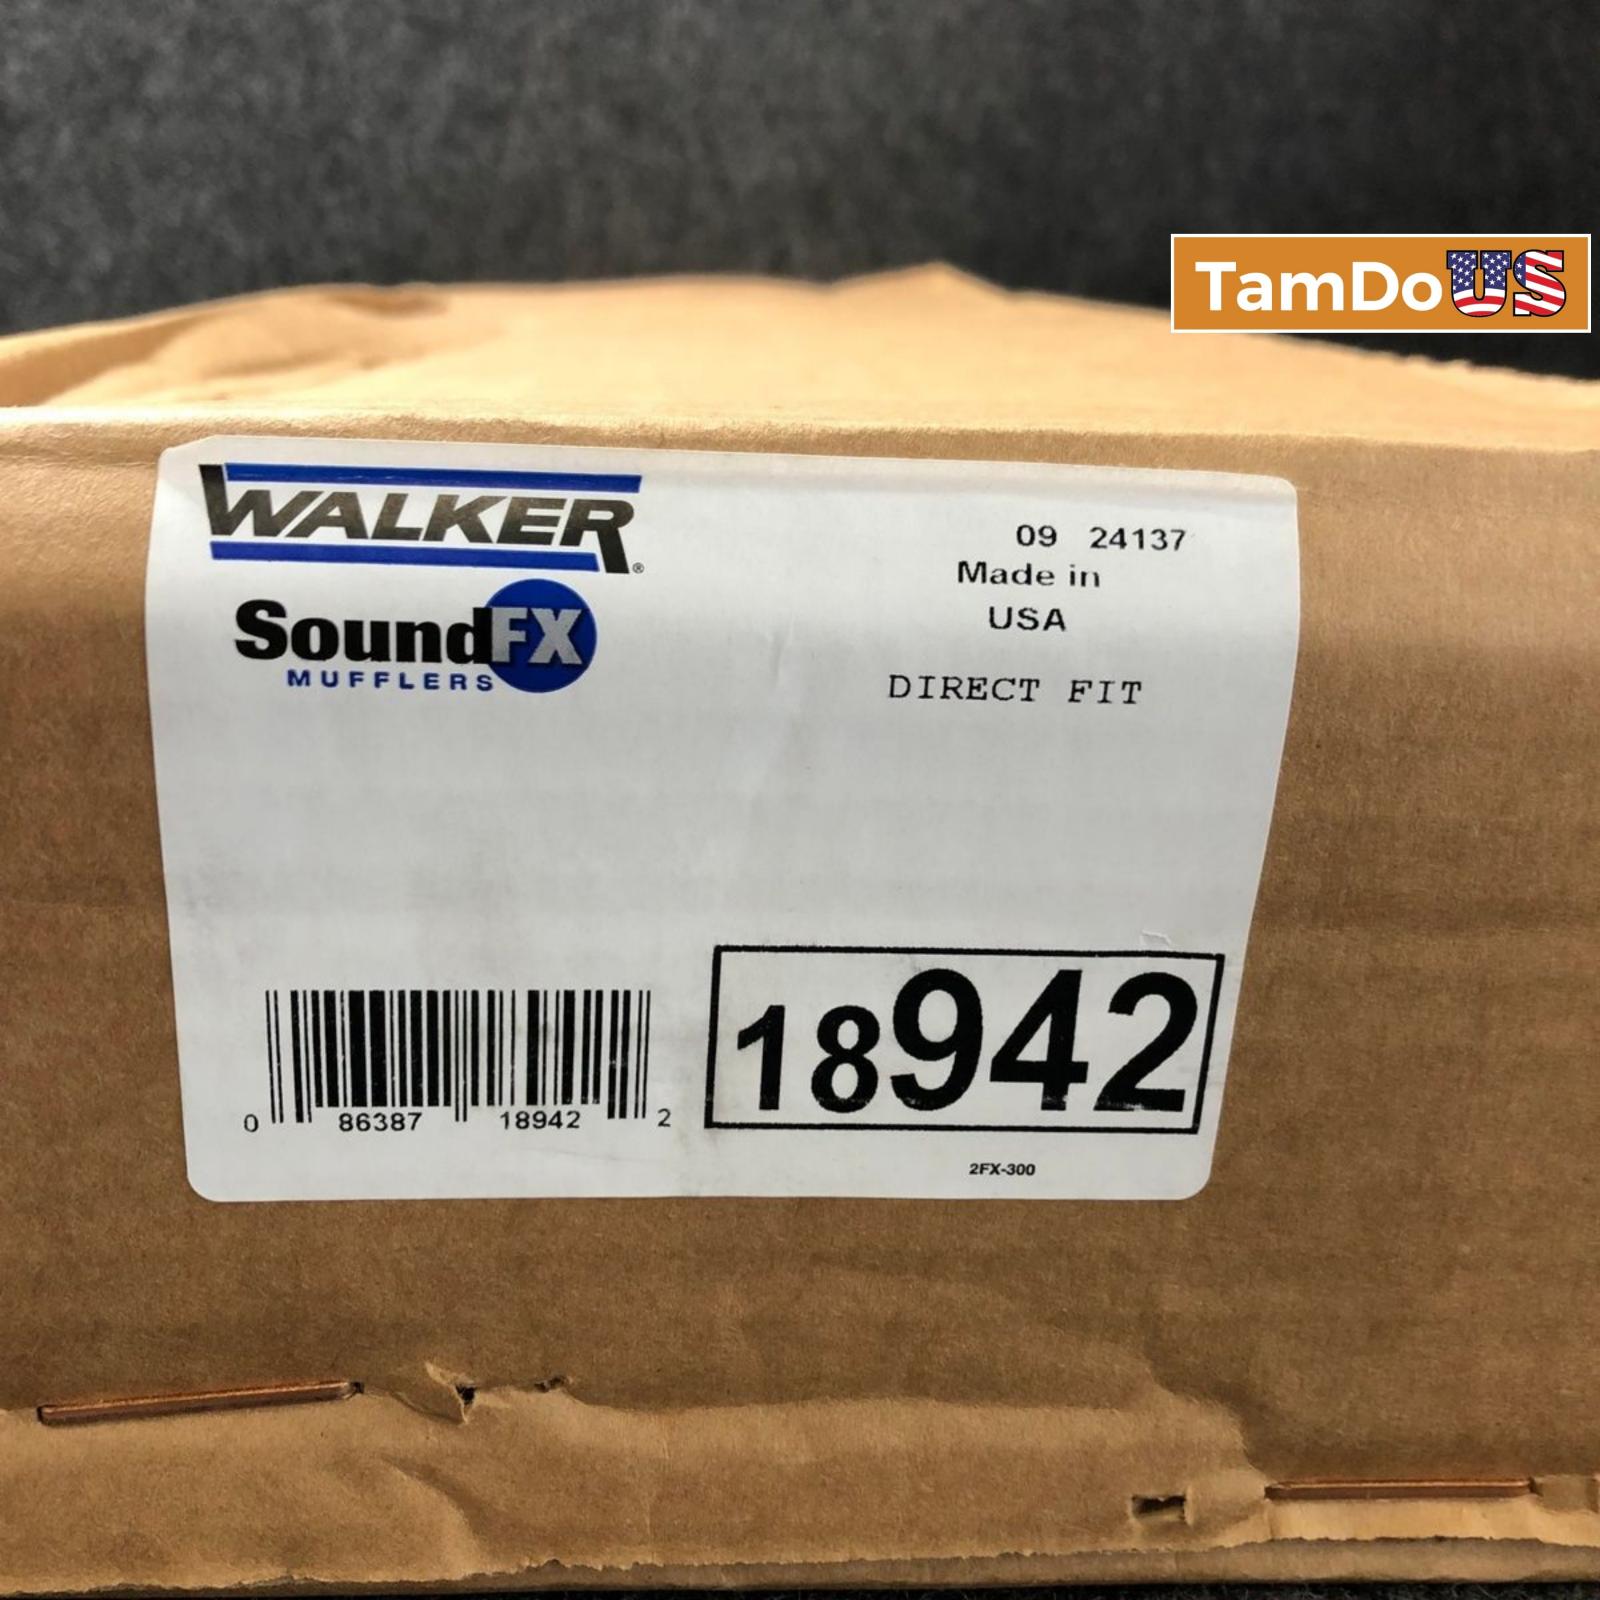 TamDoUS
WALKER®
SoundFX
MUFFLERS
09 24137
Made in
USA
DIRECT FIT
0 86387 18942 2
18942
2FX-300